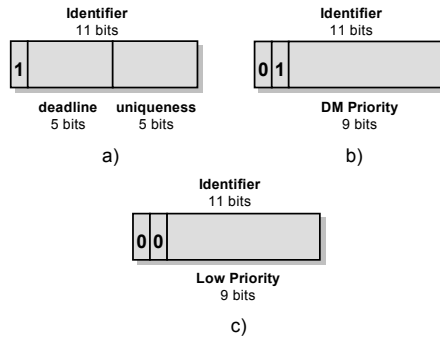 Identifier
11 bits
1
deadline
5 bits
uniqueness
5 bits
a)
Identifier
11 bits
0 1
DM Priority
9 bits
b)
Identifier
11 bits
0 0
Low Priority
9 bits
c)